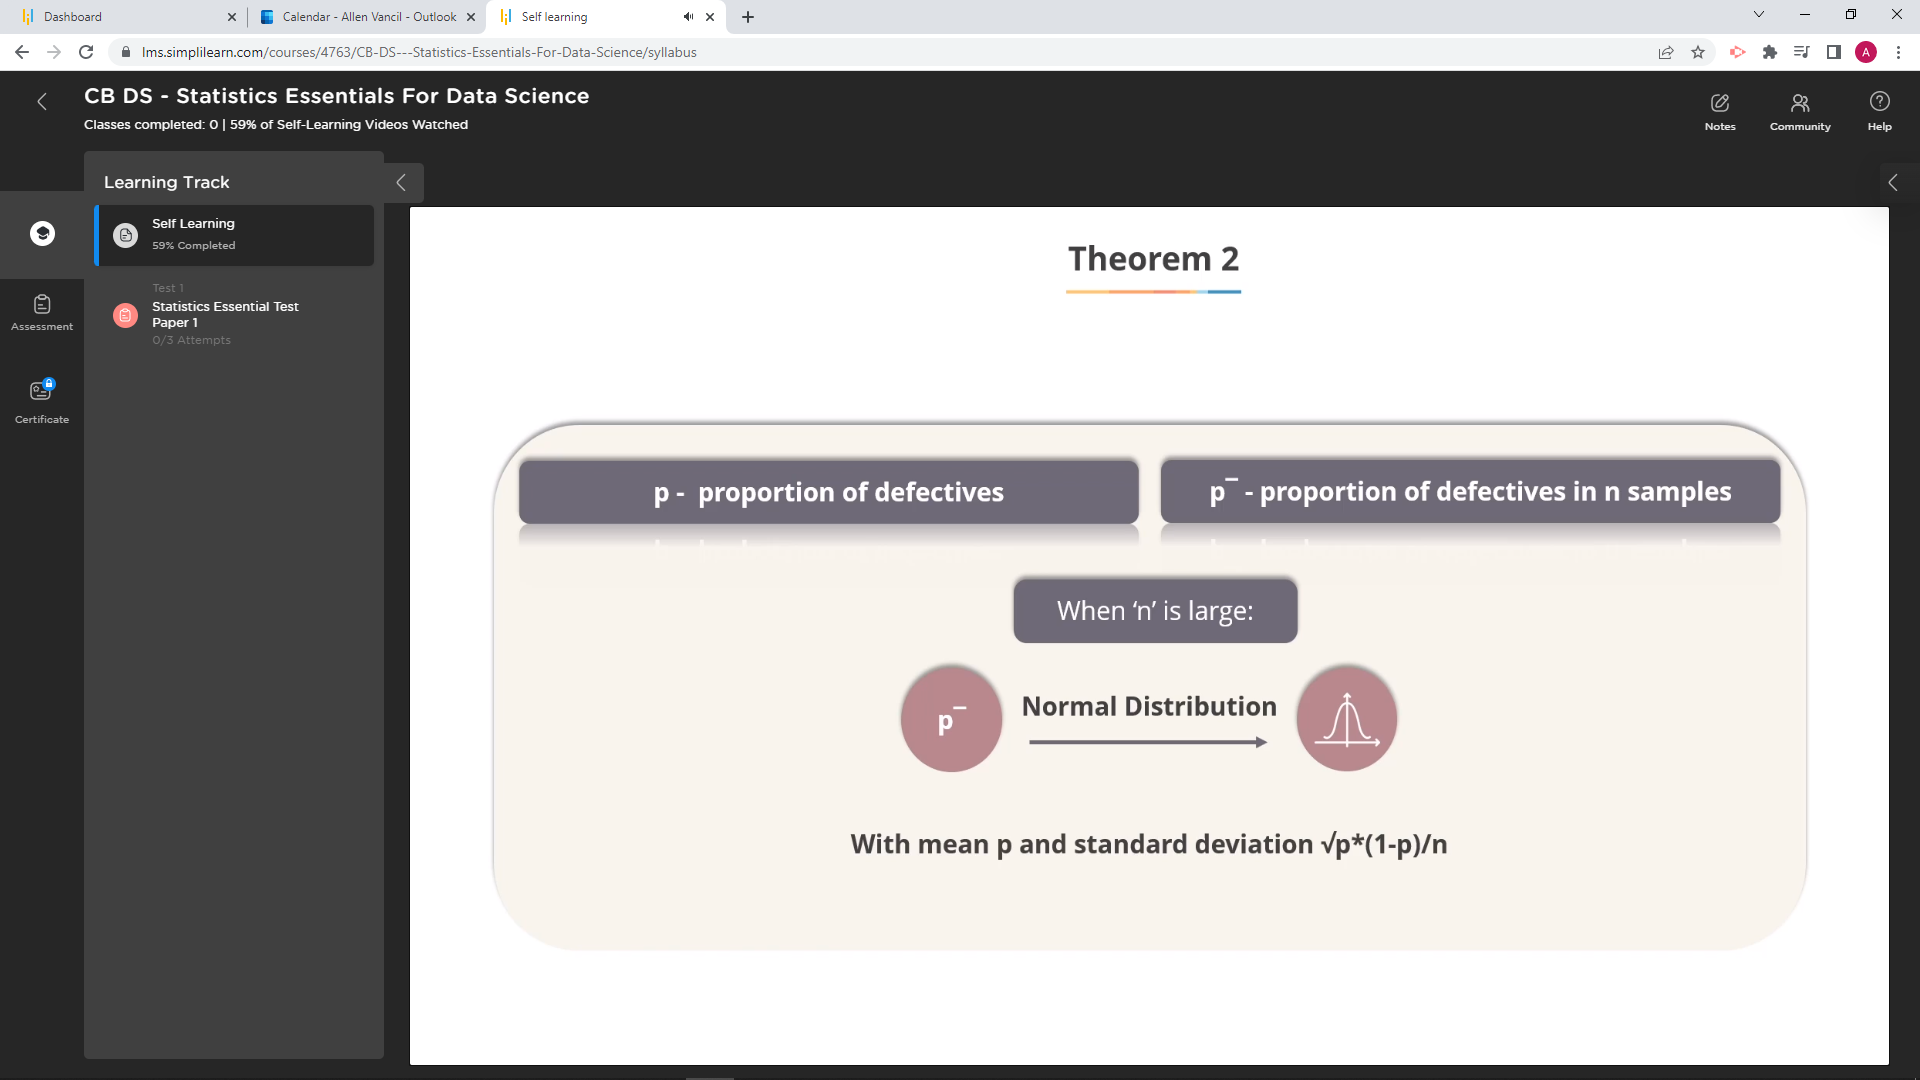 Dashboard
Calendar - Allen Vancil - Outlook
Self learning
lms.simplilearn.com/courses/4763/CB-DS---Statistics-Essentials-For-Data-Science/syllabus
A
CB DS - Statistics Essentials For Data Science
Classes completed: 0 | 59% of Self-Learning Videos Watched
Notes
Community
Help
Learning Track
Self Learning
59% Completed
Assessment
Test 1
Statistics Essential Test
Paper 1
0/3 Attempts
Certificate
Theorem 2
p - proportion of defectives
p¯ - proportion of defectives in n samples
When ‘n’ is large:
p¯
Normal Distribution
With mean p and standard deviation √p*(1-p)/n